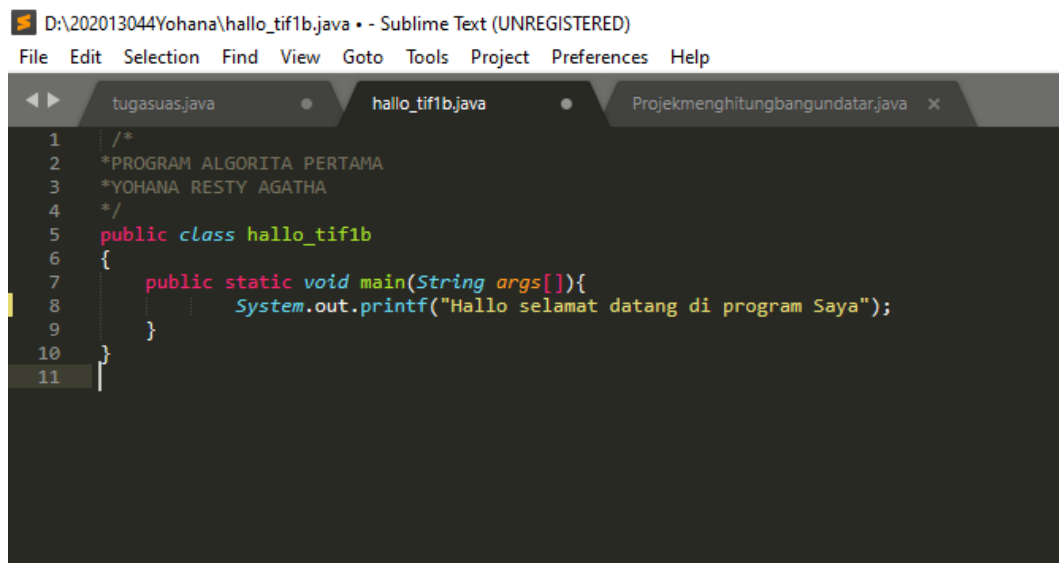 D:\202013044Yohana\hallo_tif1b.java • - Sublime Text (UNREGISTERED)
File Edit Selection Find View Goto Tools Project Preferences Help
tugasuas.java hallo_tif1b.java Projekmenghitungbangundatar.java
1 /*
2 *PROGRAM ALGORITA PERTAMA
3 *YOHANA RESTY AGATHA
4 */
5 public class hallo_tif1b
6 {
7 public static void main(String args[]){
8 System.out.printf("Hallo selamat datang di program Saya");
9 }
10 }
11